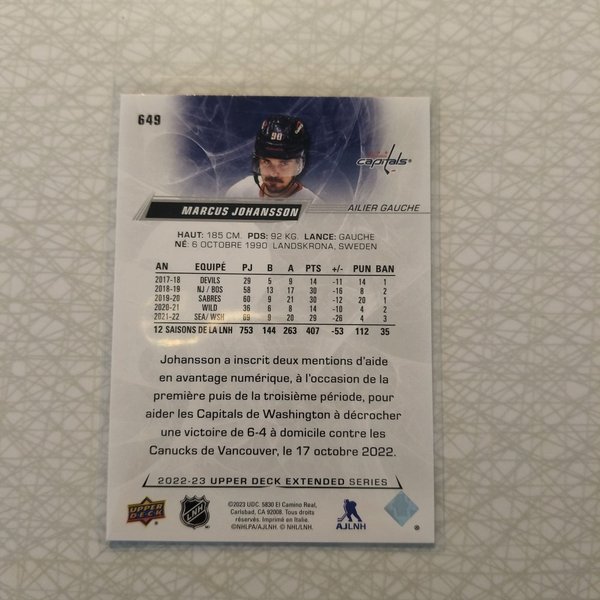 649
90
capitals
MARCUS JOHANSSON
AILIER GAUCHE
HAUT: 185 CM. PDS: 92 KG. LANCE: GAUCHE
NÉ: 6 OCTOBRE 1990 LANDSKRONA, SWEDEN
AN EQUIPÉ PJ B A PTS +/- PUN BAN
2017-18 DEVILS 29 5 9 14 -11 14 1
2018-19 NJ / BOS 58 13 17 30 -16 8 2
2019-20 SABRES 60 9 21 30 -12 20 1
2020-21 WILD 36 6 8 14 -10 4 2
2021-22 SEA/ WSH 69 9 20 29 -26 4 3
12 SAISONS DE LA LNH 753 144 263 407 -53 112 35
Johansson a inscrit deux mentions d'aide
en avantage numérique, à l'occasion de la
première puis de la troisième période, pour
aider les Capitals de Washington à décrocher
une victoire de 6-4 à domicile contre les
Canucks de Vancouver, le 17 octobre 2022.
2022-23 UPPER DECK EXTENDED SERIES
UPPER DECK
LNH
©2023 UDC. 5830 El Camino Real,
Carlsbad, CA 92008. Tous droits
réservés. Imprimé en Italie.
©NHLPA/AJLNH. © NHL/LNH.
AJLNH